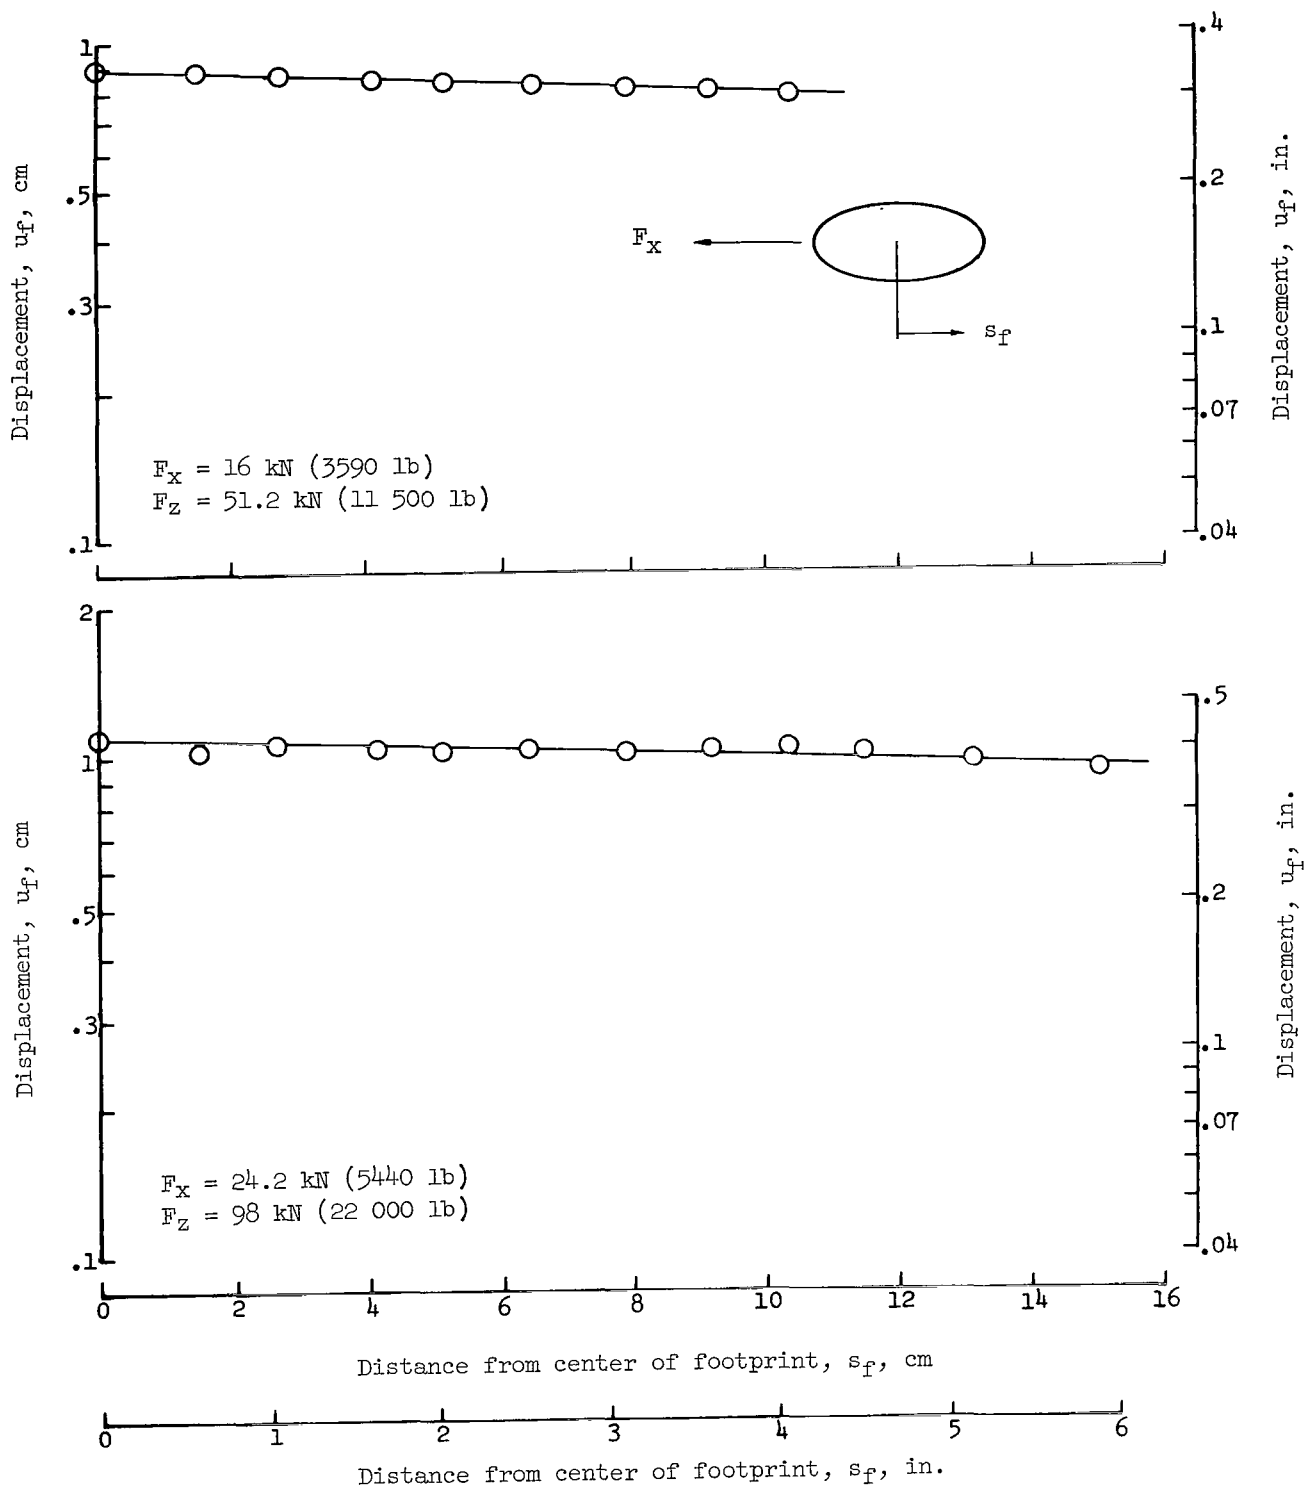 1
.5
.3
.1
Displacement, uf, cm
.4
.2
.1
.07
.04
Displacement, uf, in.
Fx
sf
Fx = 16 kN (3590 lb)
Fz = 51.2 kN (11 500 lb)
2
1
.5
.3
.1
Displacement, uf, cm
.5
.2
.1
.07
.04
Displacement, uf, in.
Fx = 24.2 kN (5440 lb)
Fz = 98 kN (22 000 lb)
0 2 4 6 8 10 12 14 16
Distance from center of footprint, sf, cm
0 1 2 3 4 5 6
Distance from center of footprint, sf, in.